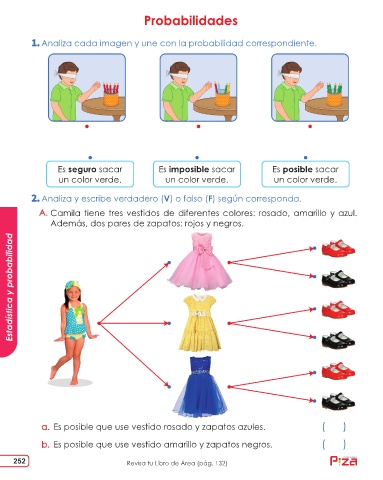 Probabilidades
1. Analiza cada imagen y une con la probabilidad correspondiente.
Es seguro sacar
un color verde.
Es imposible sacar
un color verde.
Es posible sacar
un color verde.
2. Analiza y escribe verdadero (V) o falso (F) según corresponda.
A. Camila tiene tres vestidos de diferentes colores: rosado, amarillo y azul.
Además, dos pares de zapatos: rojos y negros.
Estadística y probabilidad
a. Es posible que use vestido rosado y zapatos azules. ( )
b. Es posible que use vestido amarillo y zapatos negros. ( )
252
Revisa tu Libro de Área (pág. 132)
P:ZA